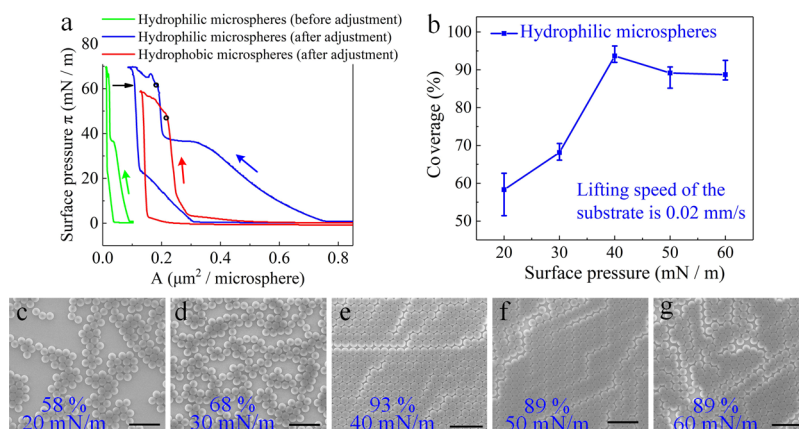 a
Hydrophilic microspheres (before adjustment)
Hydrophilic microspheres (after adjustment)
Hydrophobic microspheres (after adjustment)
Surface pressure π (mN / m)
80
60
40
20
0
0.0 0.2 0.4 0.6 0.8
A (μm² / microsphere)
b
Hydrophilic microspheres
Coverage (%)
100
90
80
70
60
50
Lifting speed of the
substrate is 0.02 mm/s
20 30 40 50 60
Surface pressure (mN / m)
c
58 %
20 mN/m
d
68 %
30 mN/m
e
93 %
40 mN/m
f
89 %
50 mN/m
g
89 %
60 mN/m